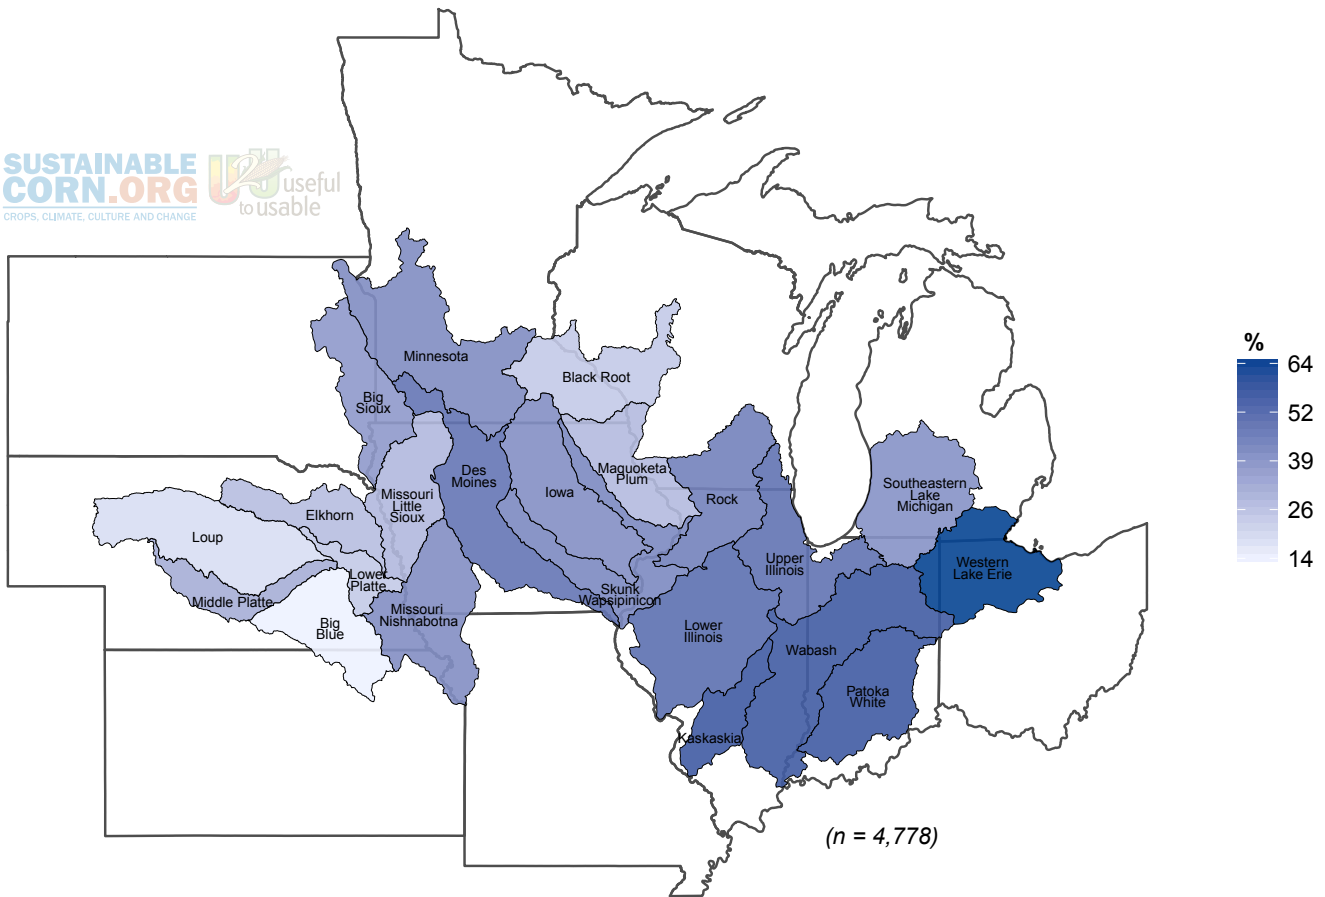 SUSTAINABLE
CORN.ORG
CROPS, CLIMATE, CULTURE AND CHANGE
U2U useful
to usable
Minnesota
Black Root
Big
Sioux
Des
Moines
Maquoketa
Plum
Iowa
Rock
Southeastern
Lake
Michigan
Missouri
Little
Sioux
Elkhorn
Loup
Upper
Illinois
Western
Lake Erie
Lower
Platte
Middle Platte
Skunk
Wapsipinicon
Missouri
Nishnabotna
Big
Blue
Lower
Illinois
Wabash
Patoka
White
Kaskaskia
(n = 4,778)
%
64
52
39
26
14